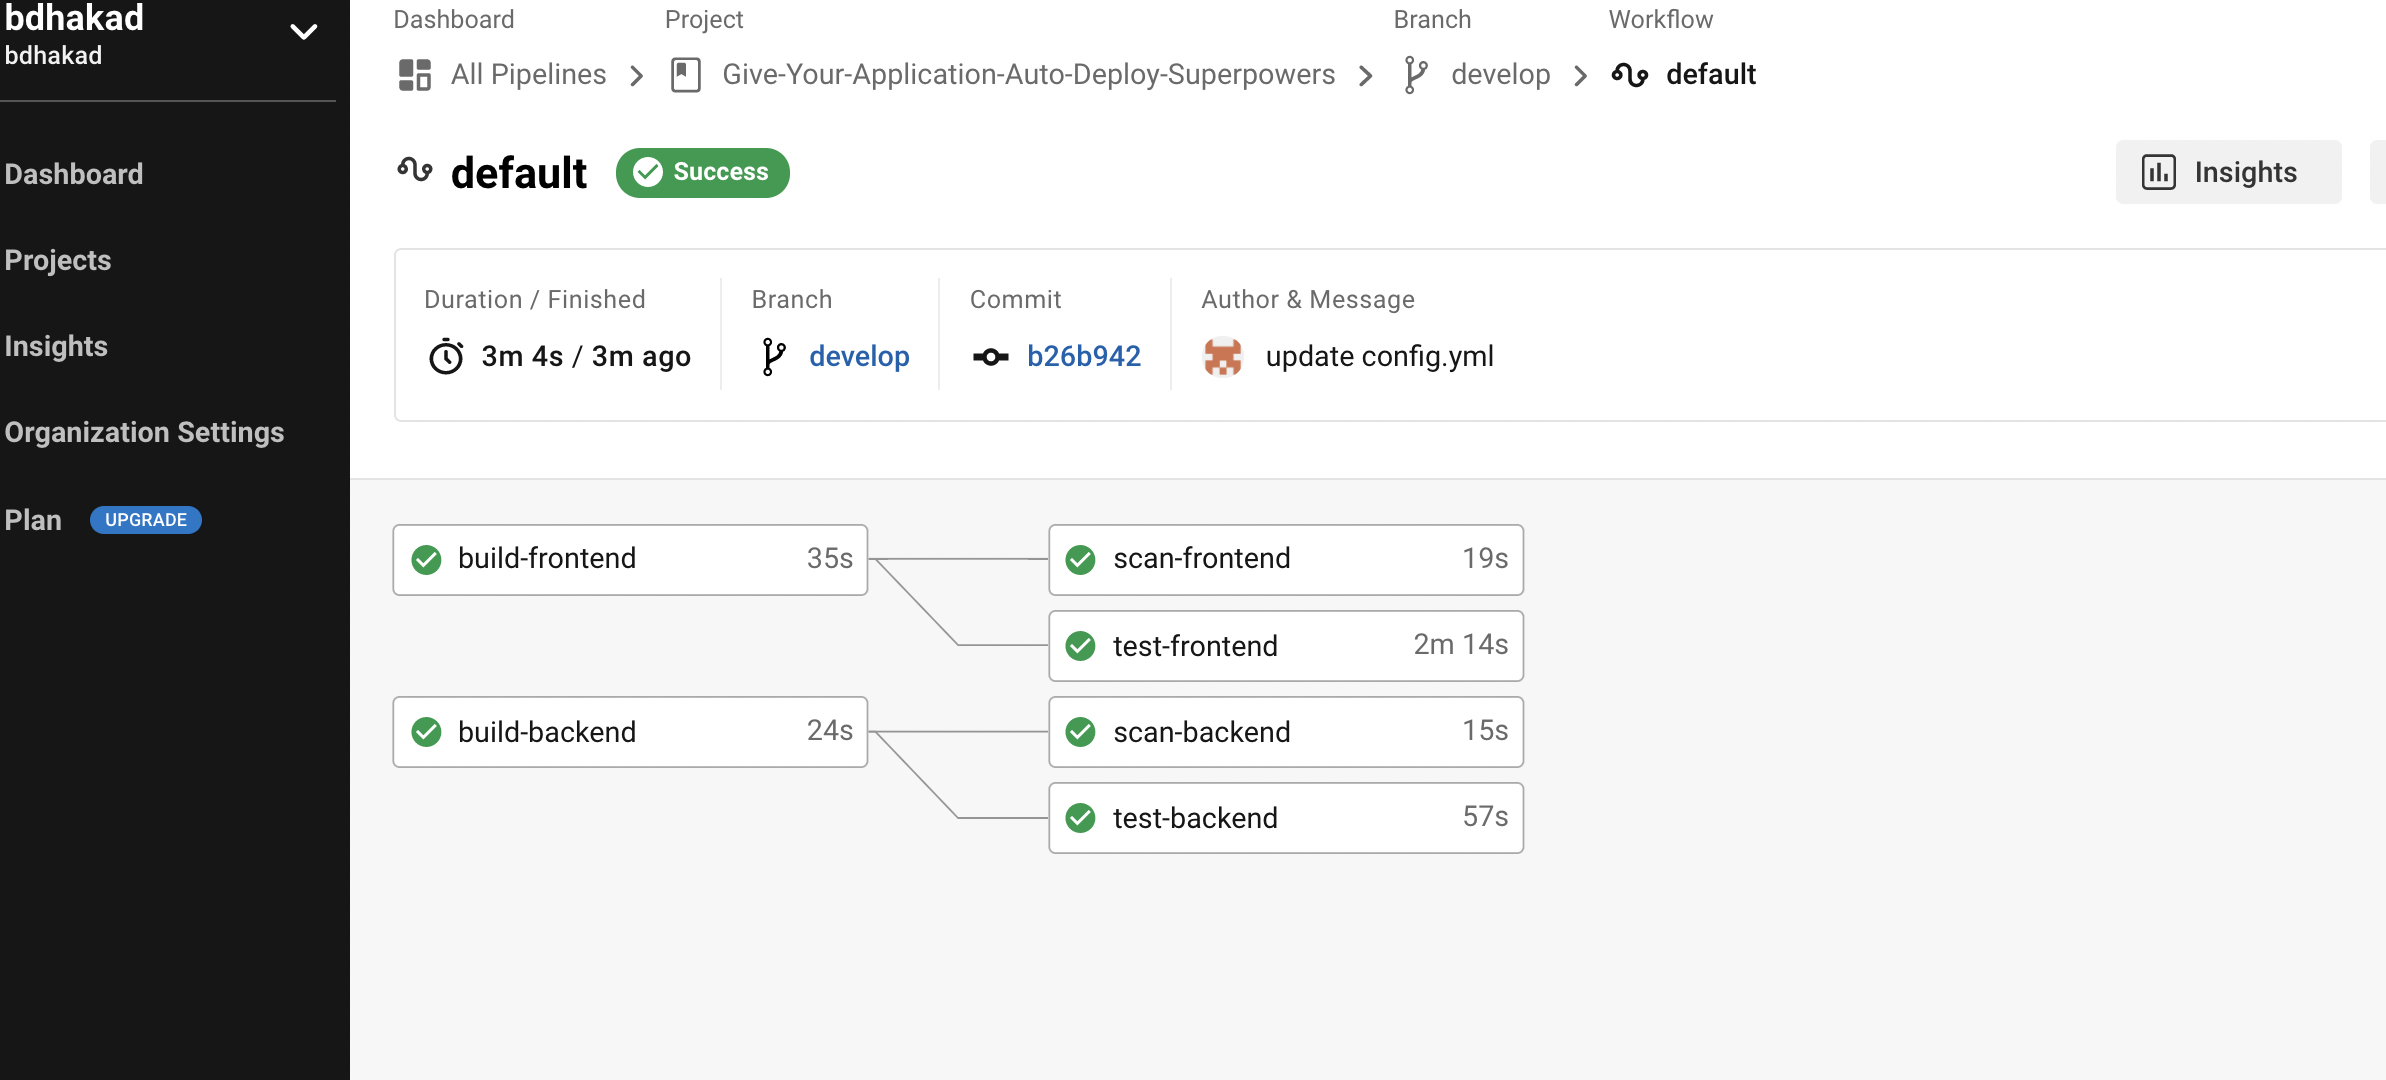 bdhakad
bdhakad
Dashboard
Projects
Insights
Organization Settings
Plan UPGRADE
Dashboard Project Branch Workflow
All Pipelines Give-Your-Application-Auto-Deploy-Superpowers develop default
default Success Insights
Duration / Finished Branch Commit Author & Message
3m 4s / 3m ago develop b26b942 update config.yml
build-frontend 35s scan-frontend 19s
test-frontend 2m 14s
build-backend 24s scan-backend 15s
test-backend 57s